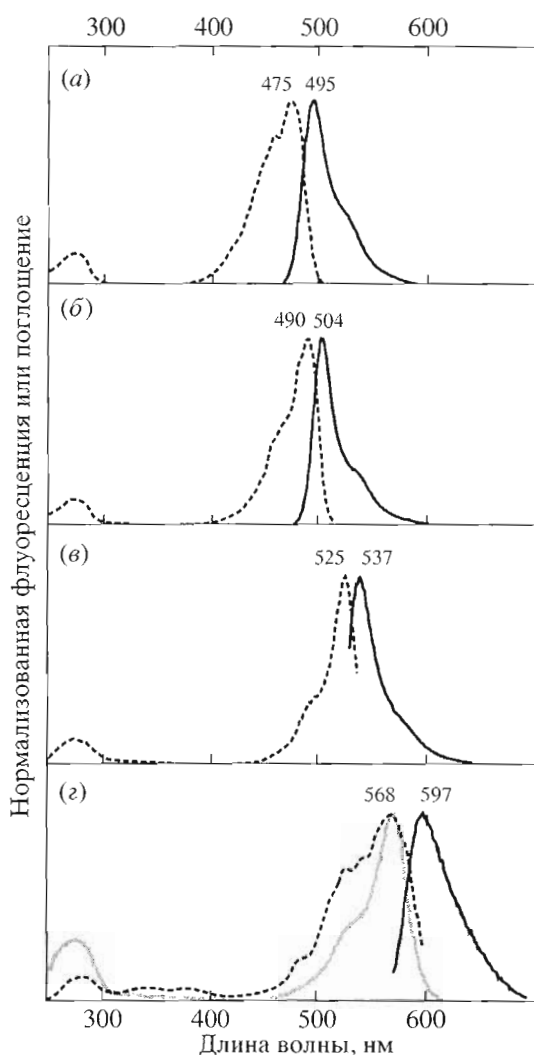 300 400 500 600
(а)
475 495
(б)
490 504
(в)
525 537
(г)
568 597
300 400 500 600
Длина волны, нм
Нормализованная флуоресценция или поглощение